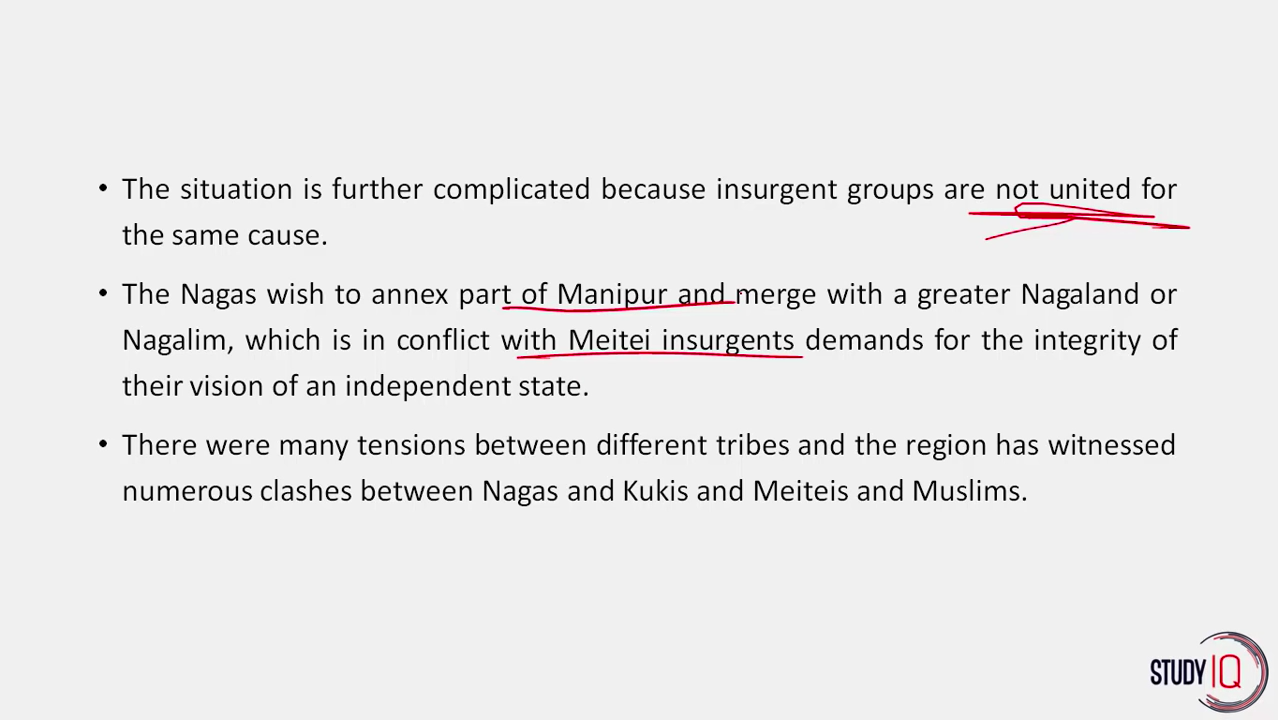 • The situation is further complicated because insurgent groups are not united for
the same cause.
• The Nagas wish to annex part of Manipur and merge with a greater Nagaland or
Nagalim, which is in conflict with Meitei insurgents demands for the integrity of
their vision of an independent state.
• There were many tensions between different tribes and the region has witnessed
numerous clashes between Nagas and Kukis and Meiteis and Muslims.
STUDY IQ